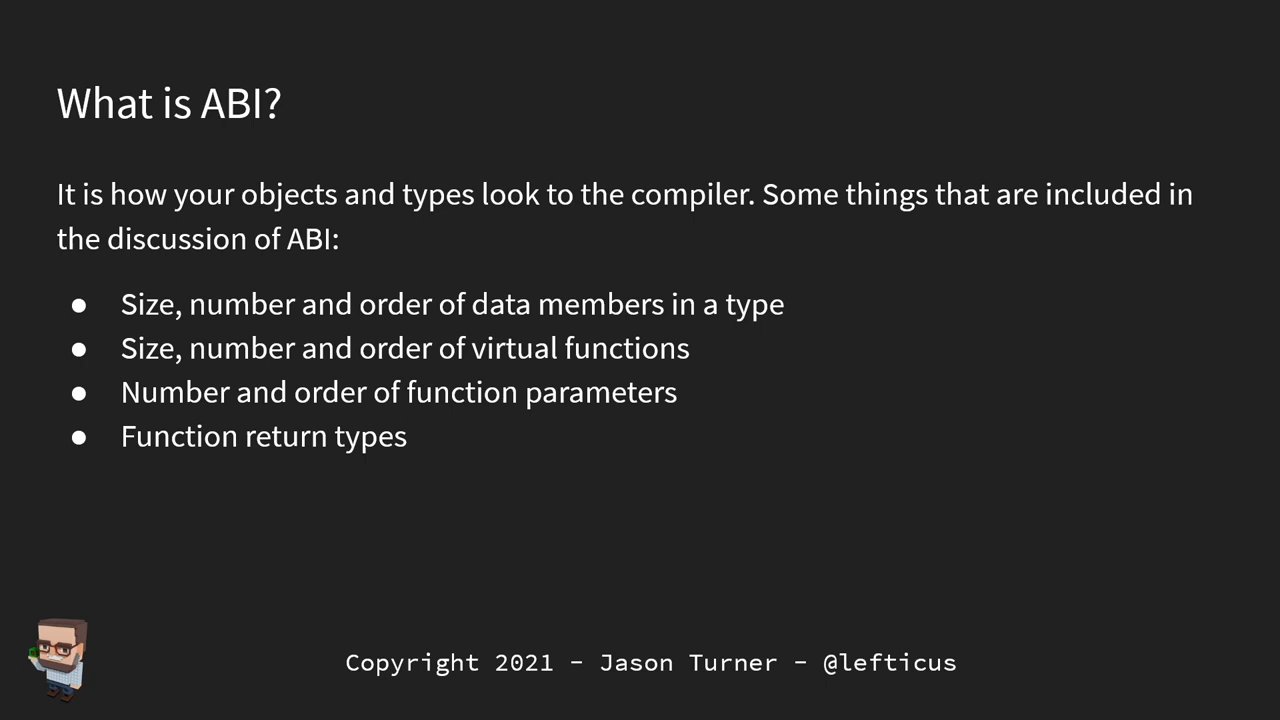 What is ABI?
It is how your objects and types look to the compiler. Some things that are included in
the discussion of ABI:
● Size, number and order of data members in a type
● Size, number and order of virtual functions
● Number and order of function parameters
● Function return types
Copyright 2021 - Jason Turner - @lefticus